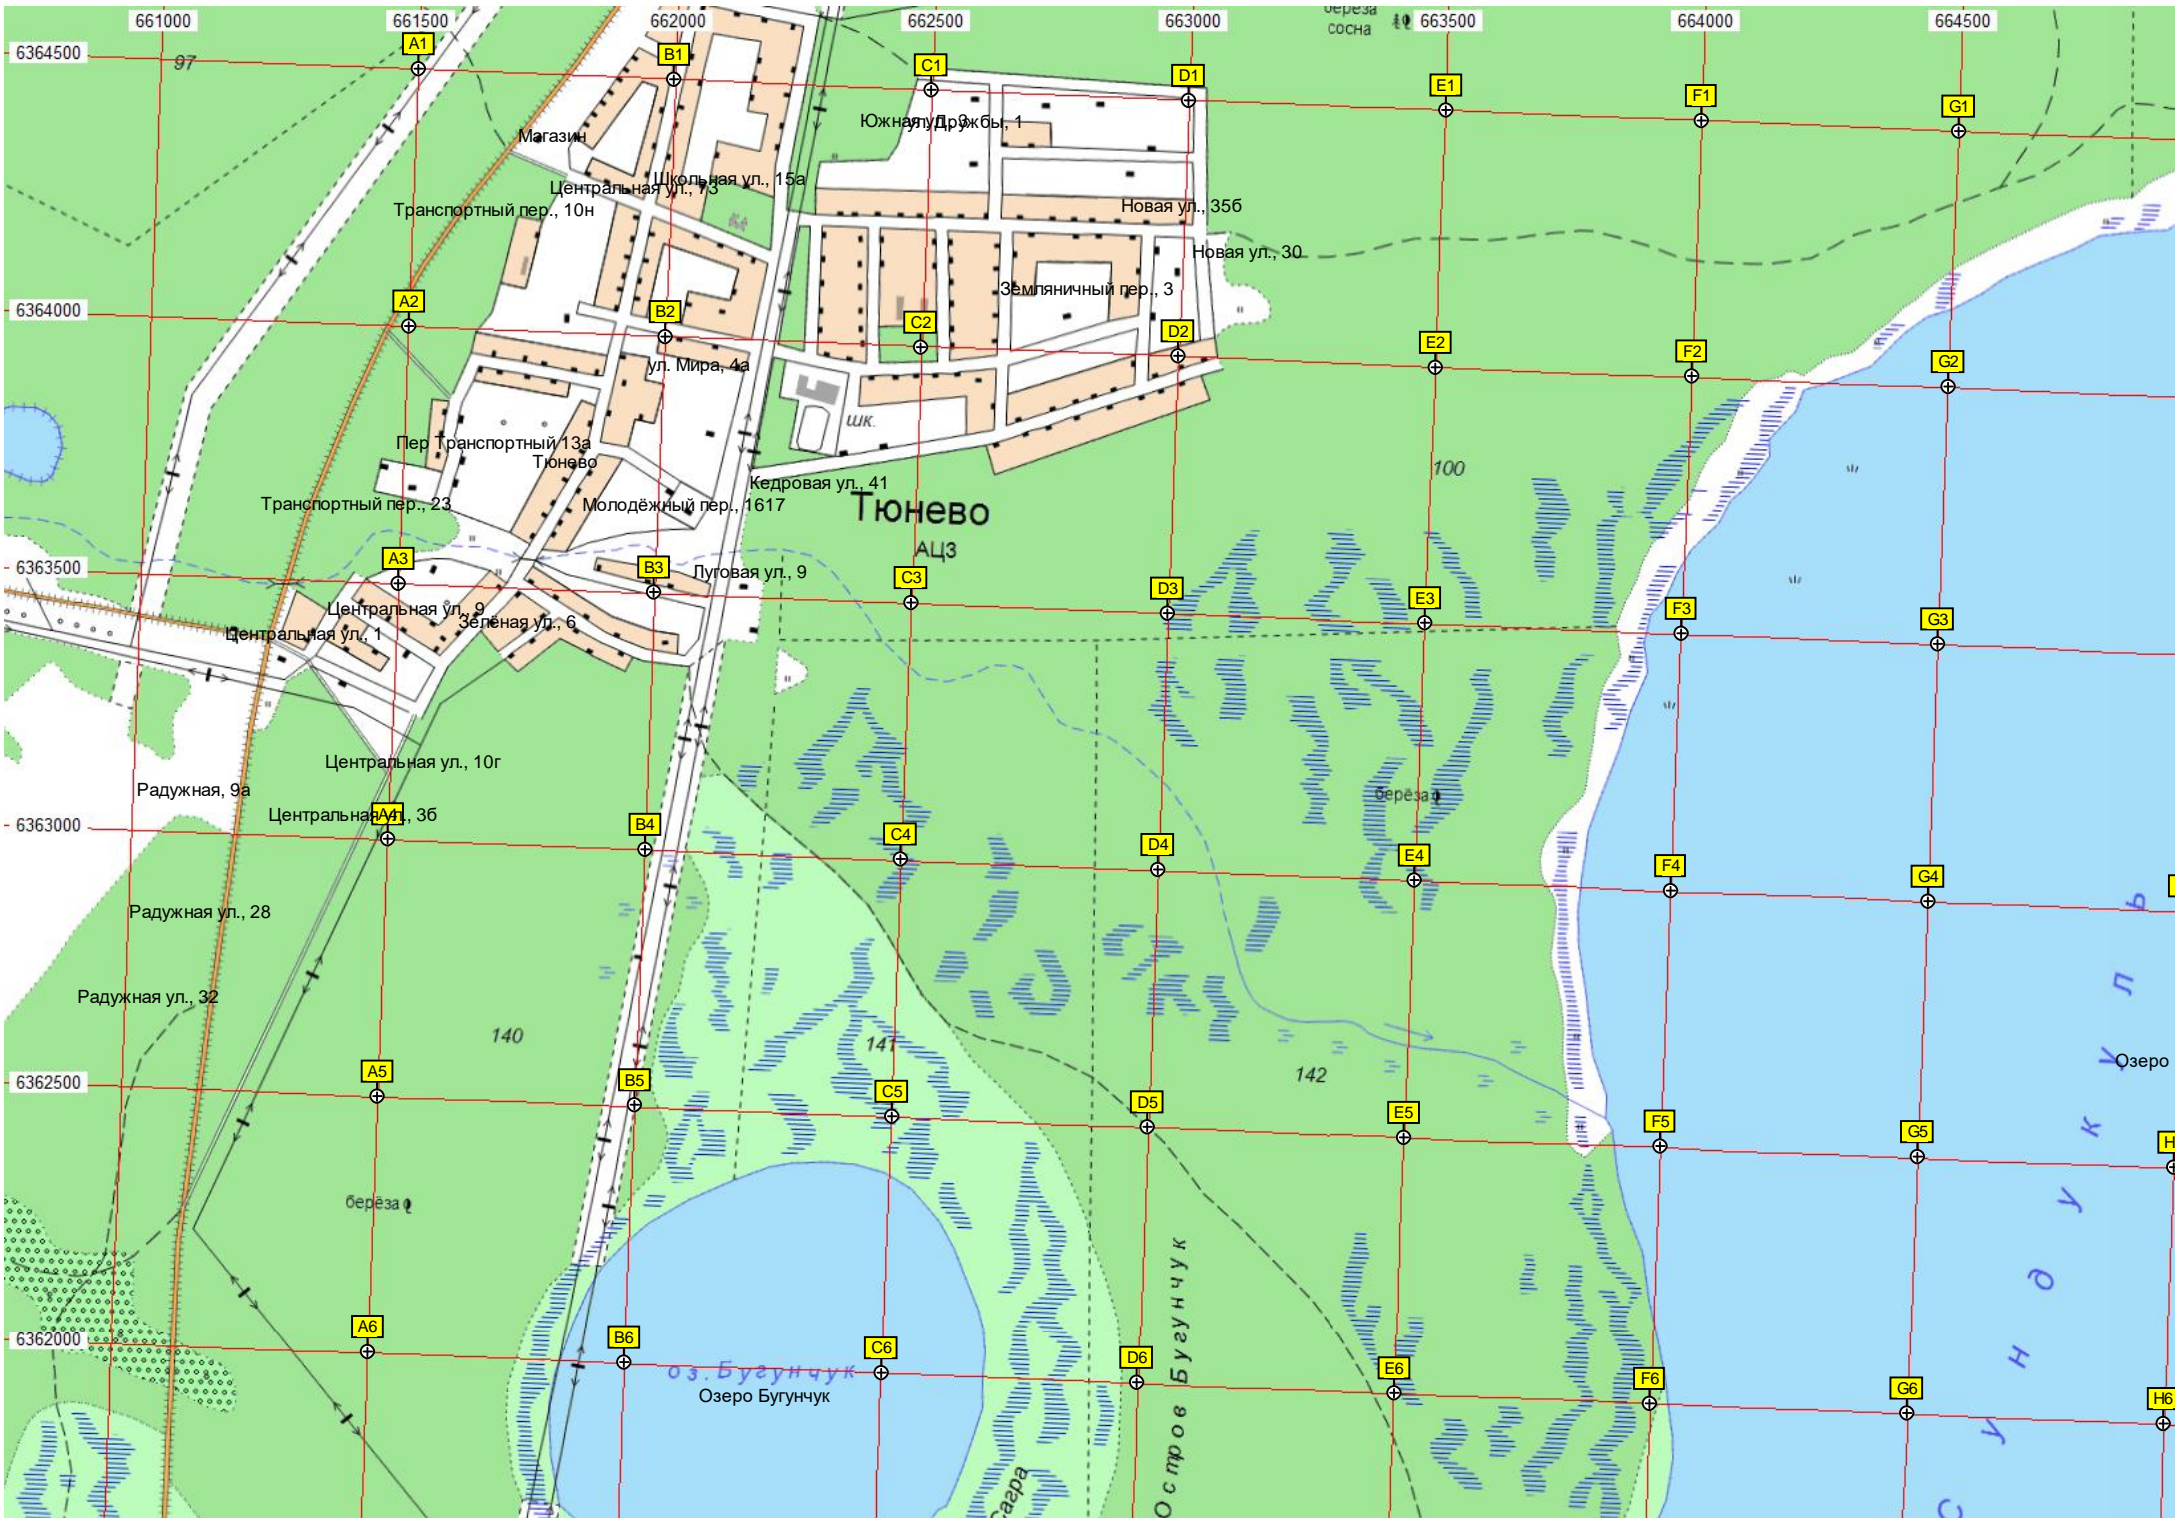 661000 661500 662000 662500 663000 663500 664000 664500
береза
сосна
6364500
A1 B1 C1 D1 E1 F1 G1
97
Магазин
Южная ул., 3
ул. Дружбы, 1
Школьная ул., 15а
Центральная ул., 73
Транспортный пер., 10н
Новая ул., 35б
Новая ул., 30
Земляничный пер., 3
6364000
A2 B2 C2 D2 E2 F2 G2
ул. Мира, 4а
шк.
Пер Транспортный 13а
Тюнево
100
Кедровая ул., 41
Транспортный пер., 23
Молодёжный пер., 1617
Тюнево
АЦЗ
6363500
A3 B3 C3 D3 E3 F3 G3
Луговая ул., 9
Центральная ул., 9
Зелёная ул., 6
Центральная ул., 1
Центральная ул., 10г
Радужная, 9а
берёза
Центральная ул., 3б
6363000
A4 B4 C4 D4 E4 F4 G4
Радужная ул., 28
Радужная ул., 32
140
141
142
Озеро
6362500
A5 B5 C5 D5 E5 F5 G5 H
берёза
Остров Бугунчук
6362000
A6 B6 C6 D6 E6 F6 G6 H6
оз. Бугунчук
Озеро Бугунчук
Сагра
Сундукуль